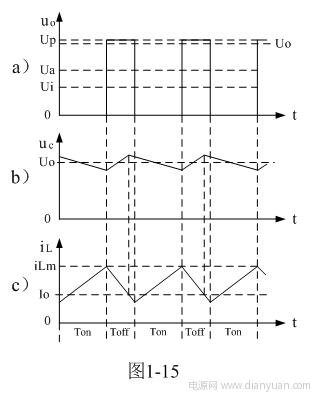 uo
Up
Uo
a)
Ua
Ui
0
t
uc
Uo
b)
0
t
iL
iLm
c)
Io
0
t
Ton Toff Ton Toff Ton
图1-15
电源网 www.dianyuan.com